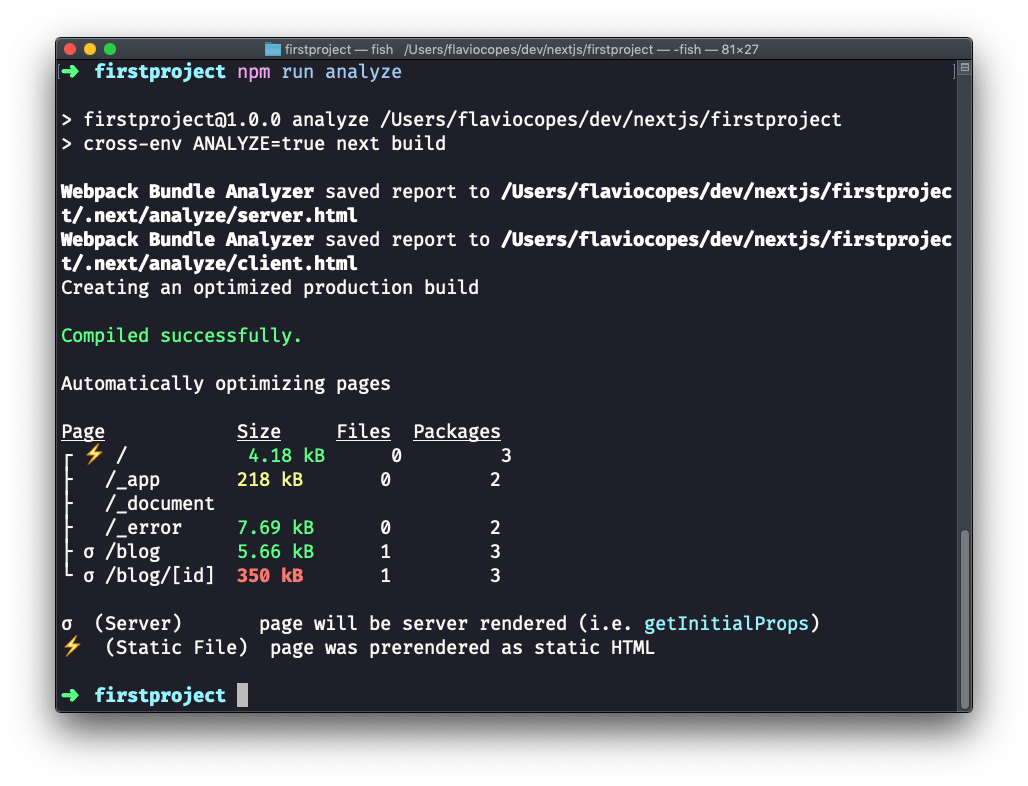 firstproject — fish   /Users/flaviocopes/dev/nextjs/firstproject — -fish — 81×27
➜ firstproject npm run analyze
> firstproject@1.0.0 analyze /Users/flaviocopes/dev/nextjs/firstproject
> cross-env ANALYZE=true next build
Webpack Bundle Analyzer saved report to /Users/flaviocopes/dev/nextjs/firstprojec
t/.next/analyze/server.html
Webpack Bundle Analyzer saved report to /Users/flaviocopes/dev/nextjs/firstprojec
t/.next/analyze/client.html
Creating an optimized production build
Compiled successfully.
Automatically optimizing pages
Page            Size     Files  Packages
┌ ⚡ /           4.18 kB      0         3
├   /_app       218 kB       0         2
├   /_document
├   /_error     7.69 kB      0         2
├ σ /blog       5.66 kB      1         3
└ σ /blog/[id]  350 kB       1         3
σ  (Server)       page will be server rendered (i.e. getInitialProps)
⚡  (Static File)  page was prerendered as static HTML
➜ firstproject